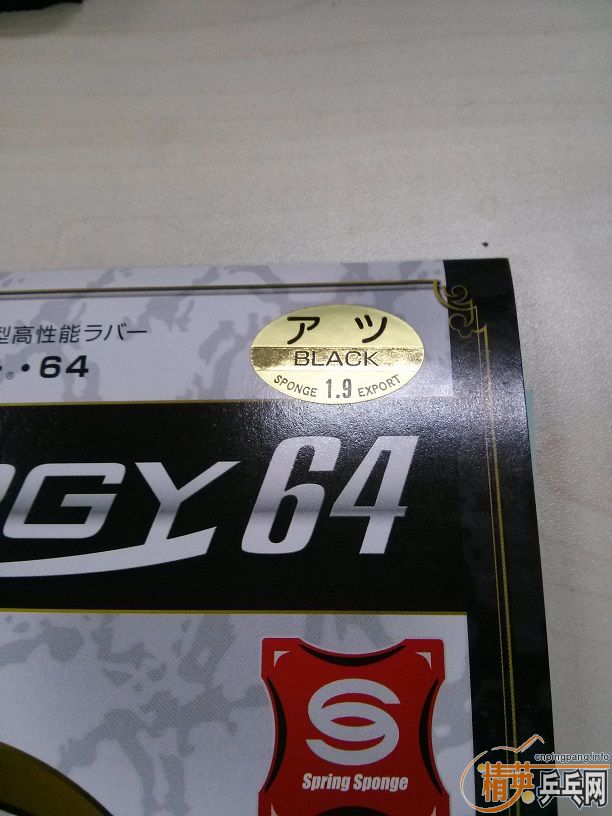 型高性能ラバー
・64
アツ
BLACK
SPONGE 1.9 EXPORT
RGY 64
Spring Sponge
cnpingpang.info
精英乒乓网